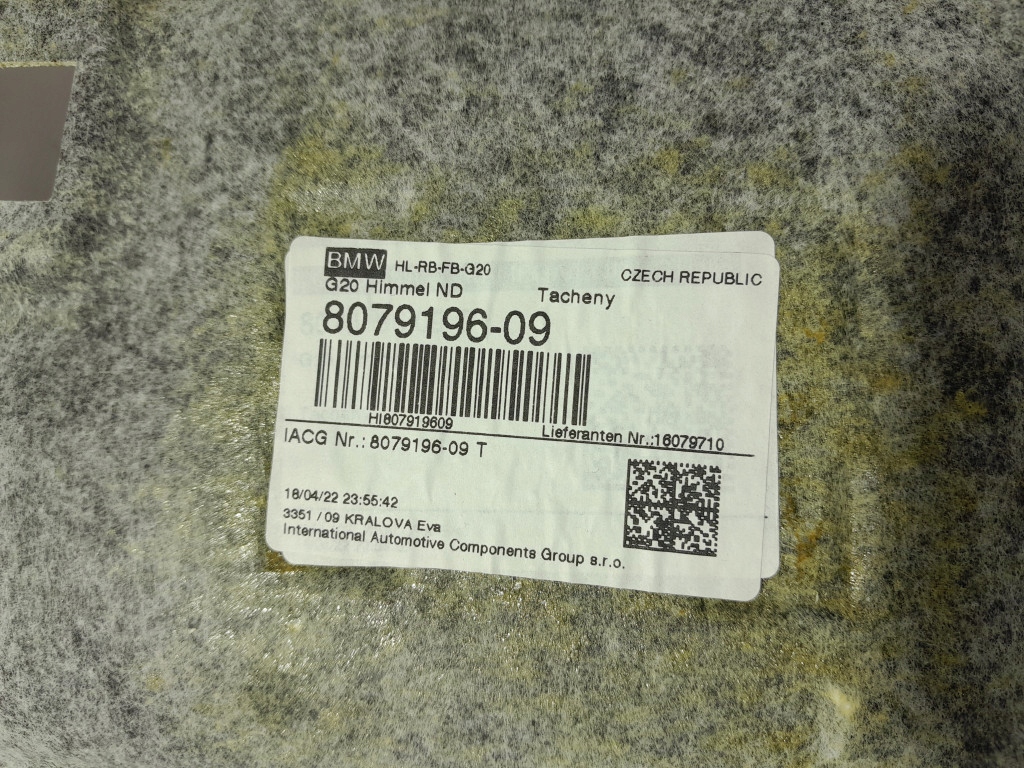 BMW HL-RB-FB-G20 CZECH REPUBLIC
G20 Himmel ND Tacheny
8079196-09
HI807919609 Lieferanten Nr.:16079710
IACG Nr.: 8079196-09 T
18/04/22 23:55:42
3351 / 09 KRALOVA Eva
International Automotive Components Group s.r.o.